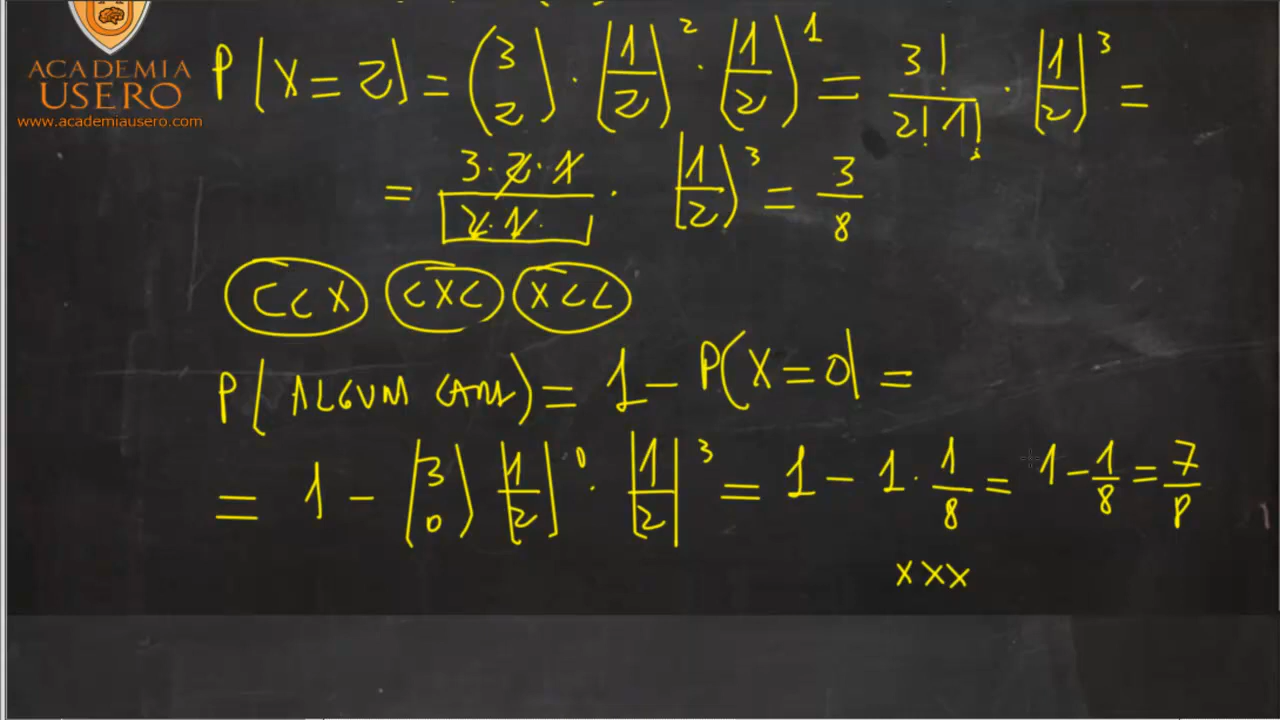 ACADEMIA
USERO
www.academiausero.com
P(X=2) = (3 2) · (1/2)^2 · (1/2)^1 = 3!/2!1! · (1/2)^3 =
= 3·2·1/2·1· · (1/2)^3 = 3/8
CCX CXC XCC
P( ALGUM ) = 1 - P(X=0) =
= 1 - (3 0) (1/2)^0 · (1/2)^3 = 1 - 1 · 1/8 = 1 - 1/8 = 7/8
XXX